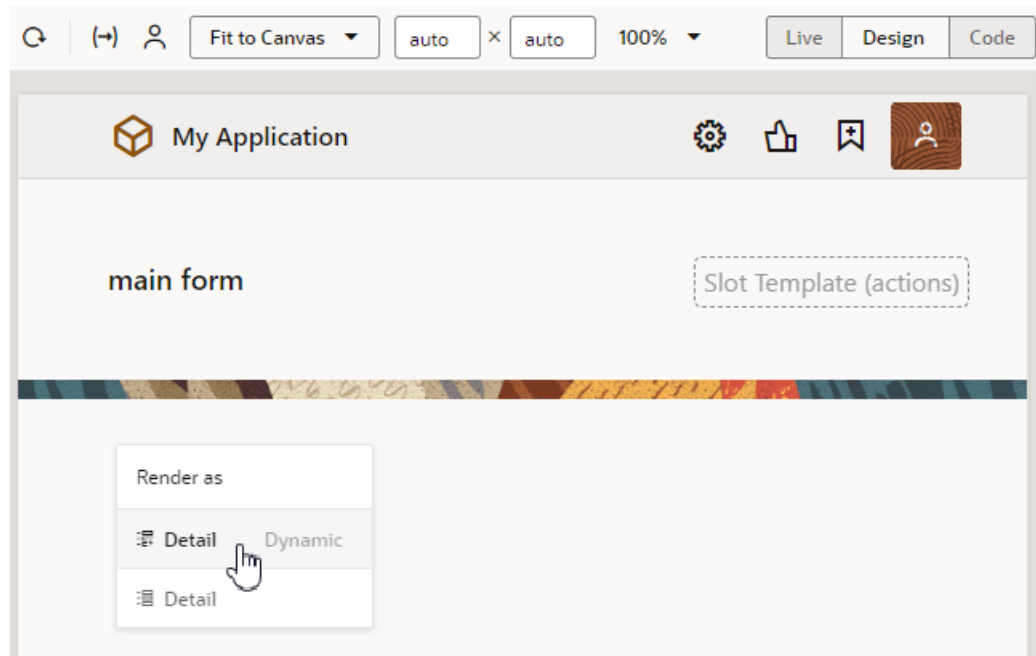 Fit to Canvas auto × auto 100% Live Design Code
My Application
main form Slot Template (actions)
Render as
Detail Dynamic
Detail